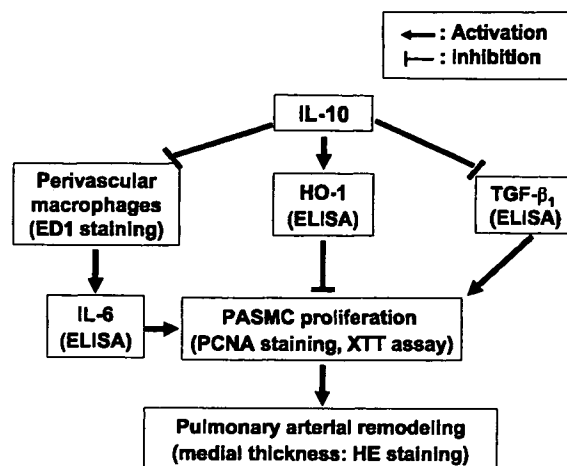 : Activation
: Inhibition
IL-10
Perivascular
macrophages
(ED1 staining)
HO-1
(ELISA)
TGF-β₁
(ELISA)
IL-6
(ELISA)
PASMC proliferation
(PCNA staining, XTT assay)
Pulmonary arterial remodeling
(medial thickness: HE staining)